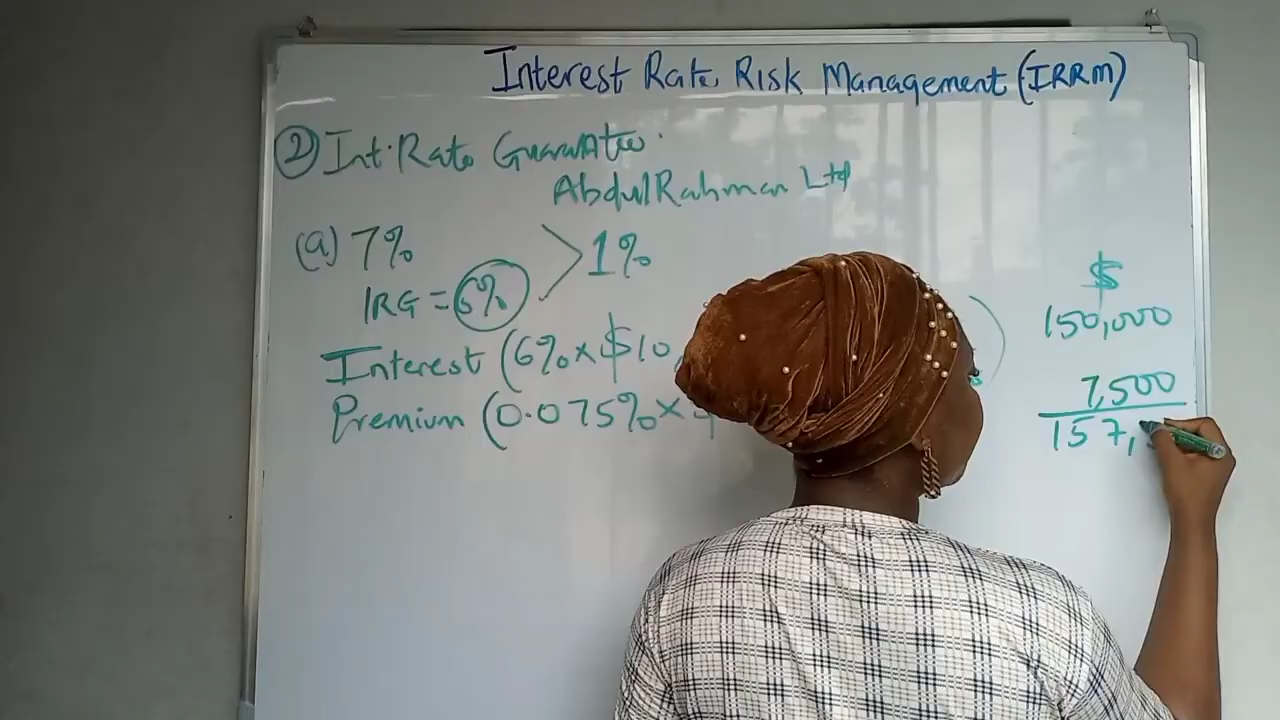 Interest Rate Risk Management (IRRM)
2) Int. Rate Guarantee.
AbdulRahman Ltd
(a) 7% > 1%
IRG = 6%
$
Interest (6% × $10 ) 150,000
Premium (0.075% × 7,500
157,